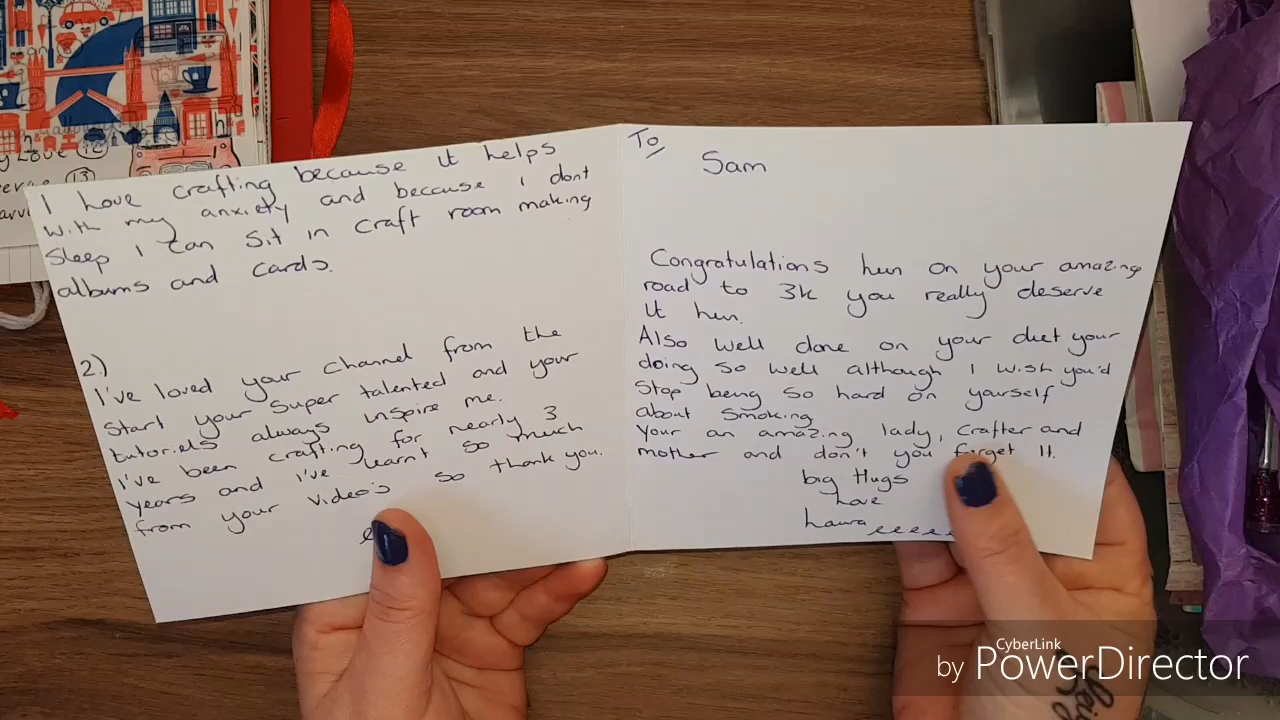 I love crafting because it helps
with my anxiety and because I dont
sleep I can sit in craft room making
albums and cards.
2)
I've loved your channel from the
start your super talented and your
tutoriels always inspire me.
I've been crafting for nearly 3
years and I've learnt so much
from your video's so thank you.
To
Sam
Congratulations hun on your amazing
road to 3k you really deserve
it hun.
Also well done on your diet your
doing so well although I wish you'd
stop being so hard on yourself
about smoking
your an amazing lady, crafter and
mother and don't you forget it.
big Hugs
love
Laura
Love 12
13
CyberLink
by PowerDirector